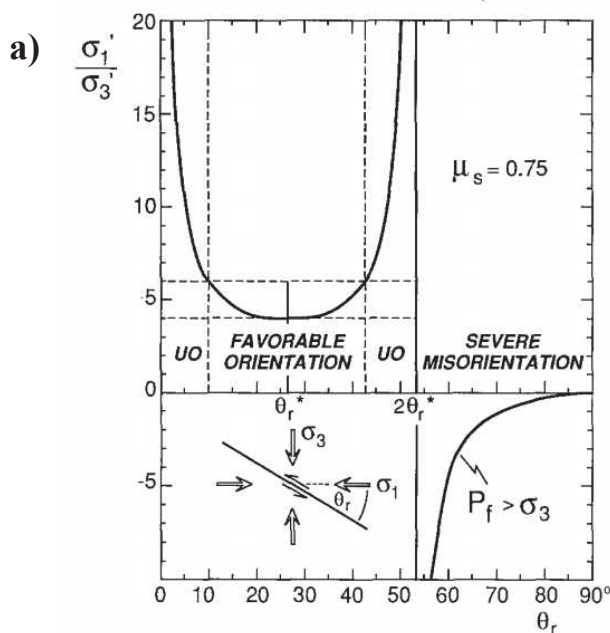 a)
σ₁'
σ₃'
20
15
10
5
0
-5
μₛ = 0.75
UO
FAVORABLE
ORIENTATION
UO
SEVERE
MISORIENTATION
θᵣ*
2θᵣ*
σ₃
σ₁
θᵣ
P_f > σ₃
0 10 20 30 40 50 60 70 80 90°
θᵣ